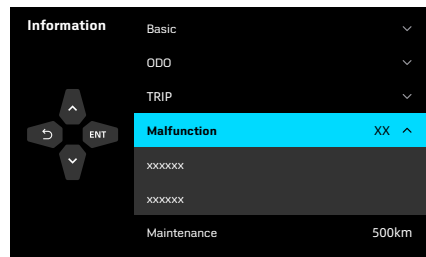 Information
Basic
ODO
TRIP
Malfunction XX
ENT
xxxxxx
xxxxxx
Maintenance 500km